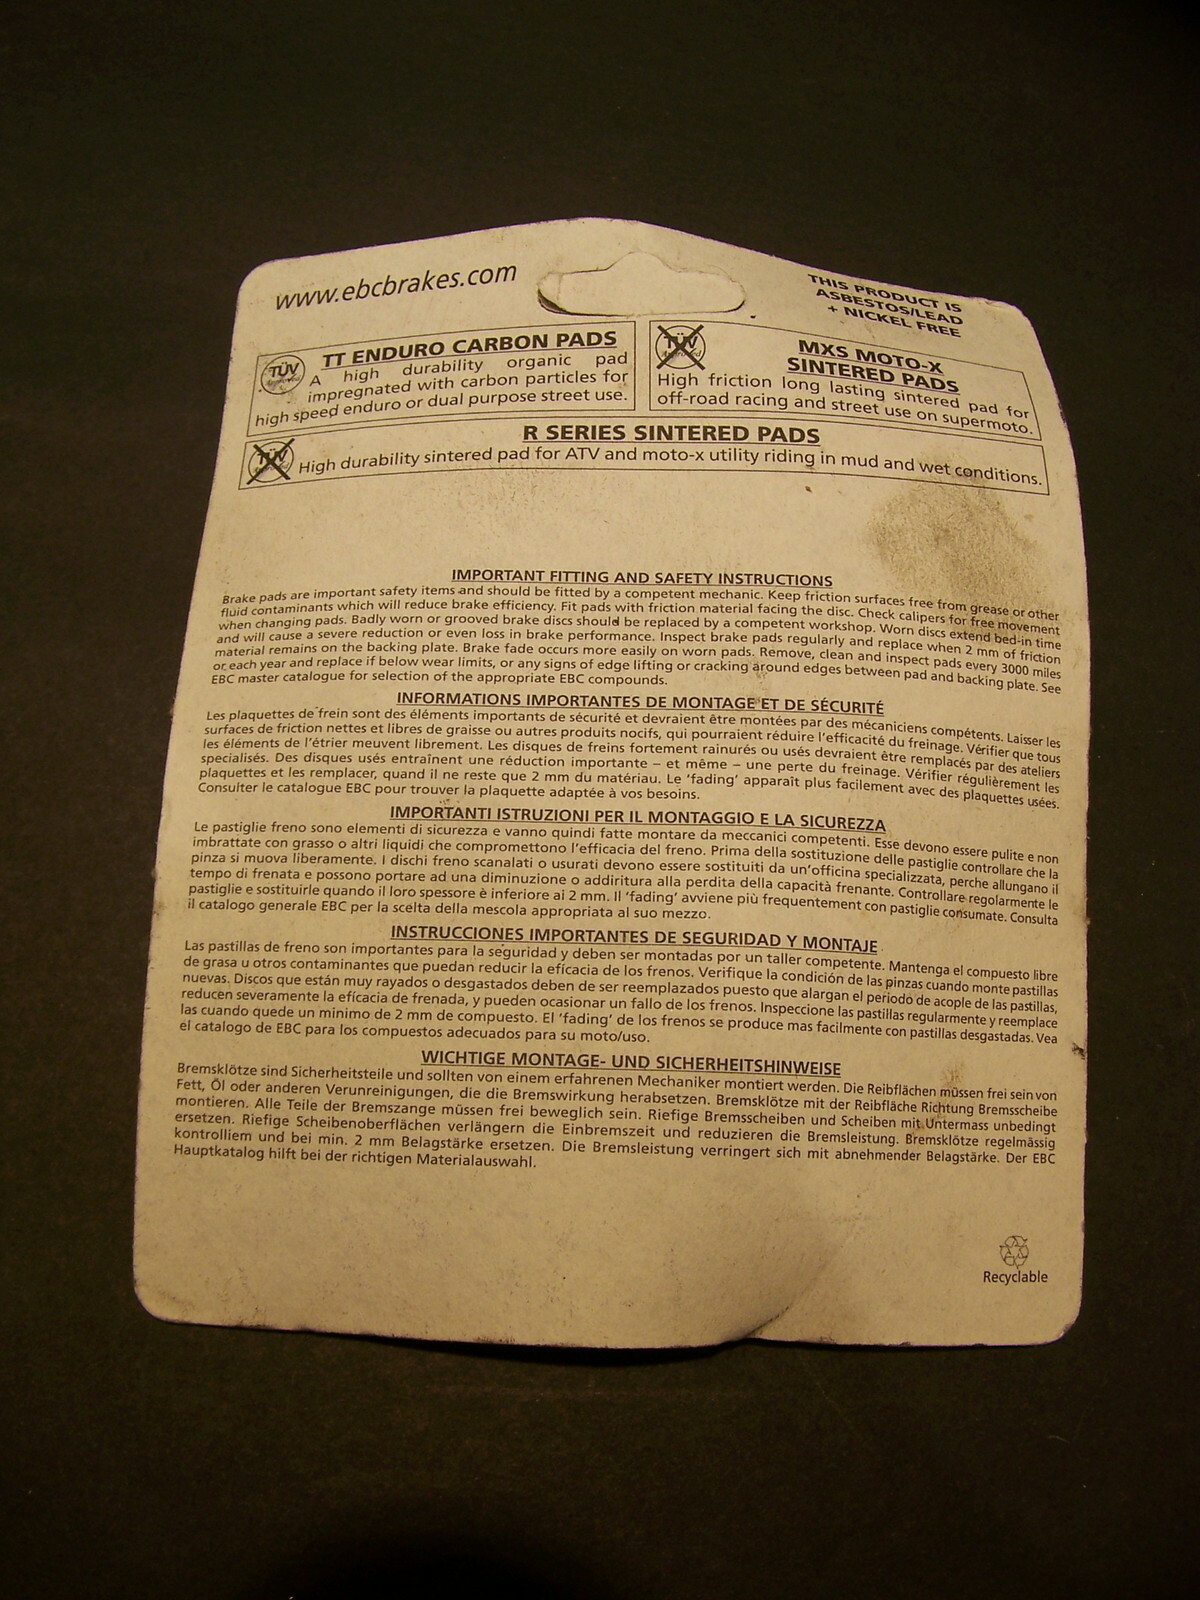 www.ebcbrakes.com
THIS PRODUCT IS
ASBESTOS/LEAD
+ NICKEL FREE
TÜV
Approved
TT ENDURO CARBON PADS
A high durability organic pad
impregnated with carbon particles for
high speed enduro or dual purpose street use.
TÜV
Approved
MXS MOTO-X
SINTERED PADS
High friction long lasting sintered pad for
off-road racing and street use on supermoto.
TÜV
R SERIES SINTERED PADS
High durability sintered pad for ATV and moto-x utility riding in mud and wet conditions.
IMPORTANT FITTING AND SAFETY INSTRUCTIONS
Brake pads are important safety items and should be fitted by a competent mechanic. Keep friction surfaces free from grease or other
fluid contaminants which will reduce brake efficiency. Fit pads with friction material facing the disc. Check calipers for free movement
when changing pads. Badly worn or grooved brake discs should be replaced by a competent workshop. Worn discs extend bed-in time
and will cause a severe reduction or even loss in brake performance. Inspect brake pads regularly and replace when 2 mm of friction
material remains on the backing plate. Brake fade occurs more easily on worn pads. Remove, clean and inspect pads every 3000 miles
or each year and replace if below wear limits, or any signs of edge lifting or cracking around edges between pad and backing plate. See
EBC master catalogue for selection of the appropriate EBC compounds.
INFORMATIONS IMPORTANTES DE MONTAGE ET DE SÉCURITÉ
Les plaquettes de frein sont des éléments importants de sécurité et devraient être montées par des mécaniciens compétents. Laisser les
surfaces de friction nettes et libres de graisse ou autres produits nocifs, qui pourraient réduire l'efficacité du freinage. Vérifier que tous
les éléments de l'étrier meuvent librement. Les disques de freins fortement rainurés ou usés devraient être remplacés par des ateliers
specialisés. Des disques usés entraînent une réduction importante – et même – une perte du freinage. Vérifier régulièrement les
plaquettes et les remplacer, quand il ne reste que 2 mm du matériau. Le 'fading' apparaît plus facilement avec des plaquettes usées.
Consulter le catalogue EBC pour trouver la plaquette adaptée à vos besoins.
IMPORTANTI ISTRUZIONI PER IL MONTAGGIO E LA SICUREZZA
Le pastiglie freno sono elementi di sicurezza e vanno quindi fatte montare da meccanici competenti. Esse devono essere pulite e non
imbrattate con grasso o altri liquidi che compromettono l'efficacia del freno. Prima della sostituzione delle pastiglie controllare che la
pinza si muova liberamente. I dischi freno scanalati o usurati devono essere sostituiti da un'officina specializzata, perche allungano il
tempo di frenata e possono portare ad una diminuzione o addiritura alla perdita della capacità frenante. Controllare regolarmente le
pastiglie e sostituirle quando il loro spessore è inferiore ai 2 mm. Il 'fading' avviene più frequentemente con pastiglie consumate. Consulta
il catalogo generale EBC per la scelta della mescola appropriata al suo mezzo.
INSTRUCCIONES IMPORTANTES DE SEGURIDAD Y MONTAJE
Las pastillas de freno son importantes para la seguridad y deben ser montadas por un taller competente. Mantenga el compuesto libre
de grasa u otros contaminantes que puedan reducir la efícacia de los frenos. Verifique la condición de las pinzas cuando monte pastillas
nuevas. Discos que están muy rayados o desgastados deben de ser reemplazados puesto que alargan el periodo de acople de las pastillas,
reducen severamente la efícacia de frenada, y pueden ocasionar un fallo de los frenos. Inspeccione las pastillas regularmente y reemplace
las cuando quede un minimo de 2 mm de compuesto. El 'fading' de los frenos se produce mas facilmente con pastillas desgastadas. Vea
el catalogo de EBC para los compuestos adecuados para su moto/uso.
WICHTIGE MONTAGE- UND SICHERHEITSHINWEISE
Bremsklötze sind Sicherheitsteile und sollten von einem erfahrenen Mechaniker montiert werden. Die Reibflächen müssen frei sein von
Fett, Öl oder anderen Verunreinigungen, die die Bremswirkung herabsetzen. Bremsklötze mit der Reibfläche Richtung Bremsscheibe
montieren. Alle Teile der Bremszange müssen frei beweglich sein. Riefige Bremsscheiben und Scheiben mit Untermass unbedingt
ersetzen. Riefige Scheibenoberflächen verlängern die Einbremszeit und reduzieren die Bremsleistung. Bremsklötze regelmässig
kontrolliem und bei min. 2 mm Belagstärke ersetzen. Die Bremsleistung verringert sich mit abnehmender Belagstärke. Der EBC
Hauptkatalog hilft bei der richtigen Materialauswahl.
Recyclable